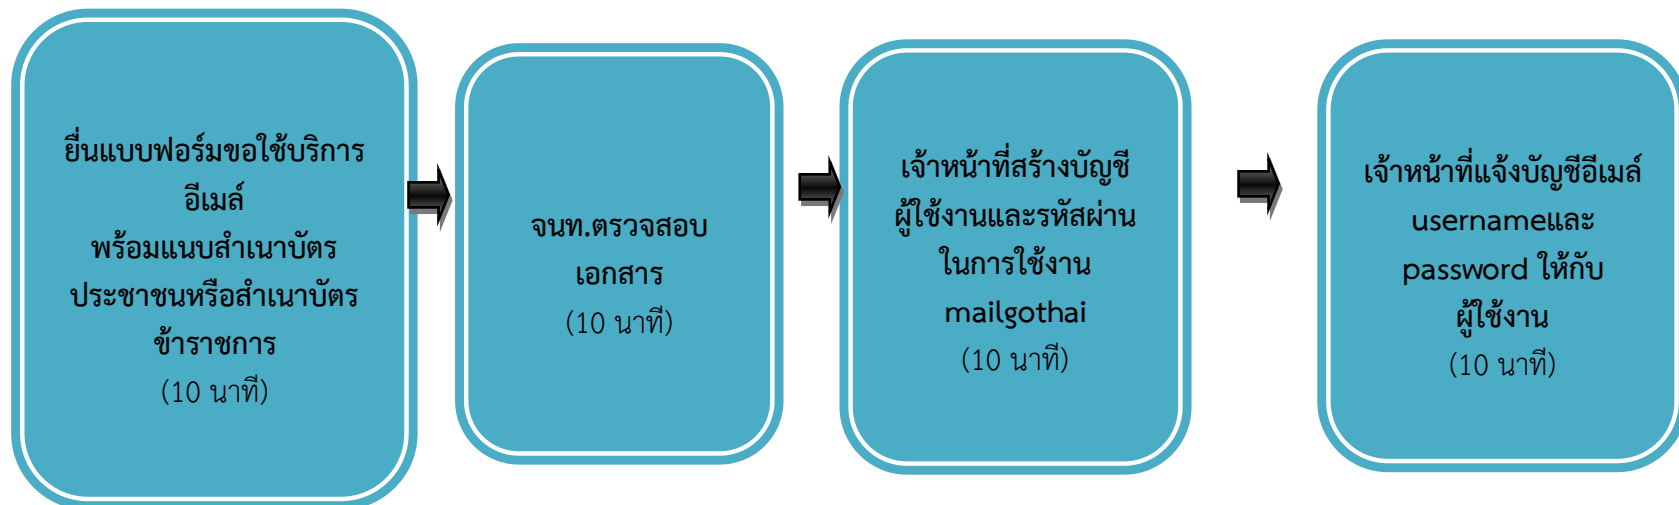 ยื่นแบบฟอร์มขอใช้บริการ
อีเมล์
พร้อมแนบสำเนาบัตร
ประชาชนหรือสำเนาบัตร
ข้าราชการ
(10 นาที)
จนท.ตรวจสอบ
เอกสาร
(10 นาที)
เจ้าหน้าที่สร้างบัญชี
ผู้ใช้งานและรหัสผ่าน
ในการใช้งาน
mailgothai
(10 นาที)
เจ้าหน้าที่แจ้งบัญชีอีเมล์
usernameและ
password ให้กับ
ผู้ใช้งาน
(10 นาที)